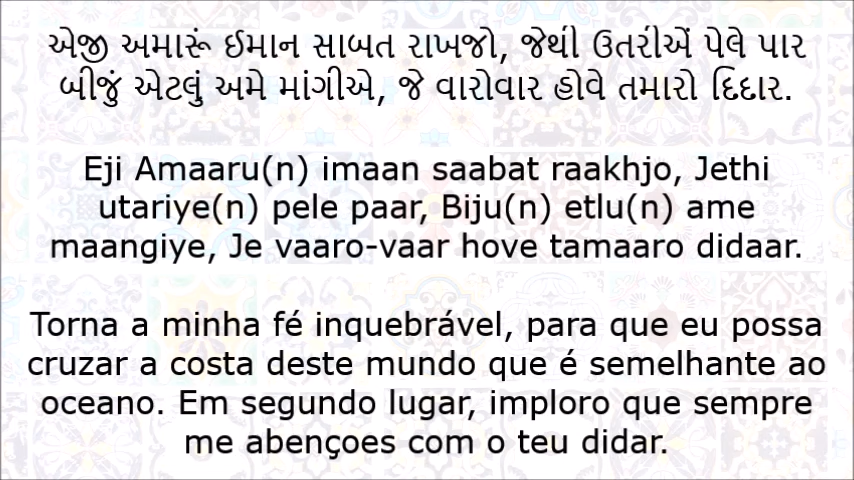 એજી અમારૂં ઈમાન સાબત રાખજો, જેથી ઉતરીએં પેલે પાર
બીજું એટલું અમે માંગીએ, જે વારોવાર હોવે તમારો દિદાર.
Eji Amaaru(n) imaan saabat raakhjo, Jethi
utariye(n) pele paar, Biju(n) etlu(n) ame
maangiye, Je vaaro-vaar hove tamaaro didaar.
Torna a minha fé inquebrável, para que eu possa
cruzar a costa deste mundo que é semelhante ao
oceano. Em segundo lugar, imploro que sempre
me abençoes com o teu didar.